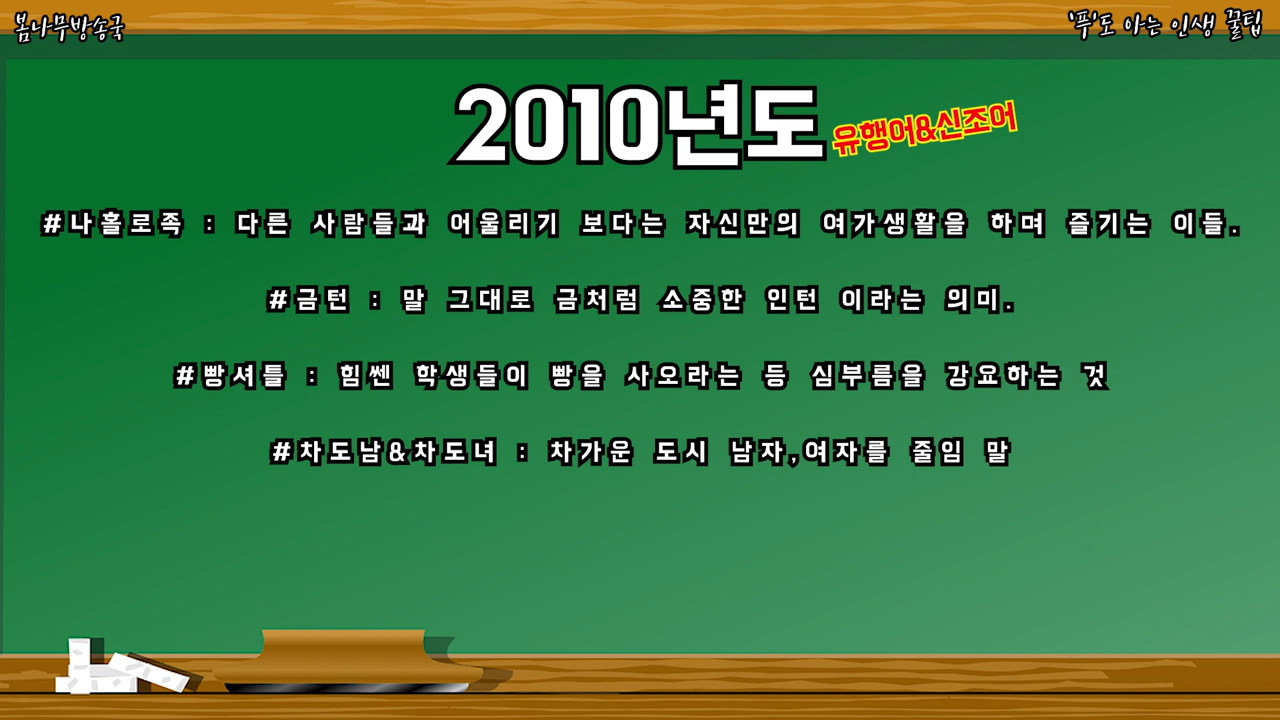 봄나무방송국
'푸'도 아는 인생 꿀팁
2010년도
유행어&신조어
#나홀로족 : 다른 사람들과 어울리기 보다는 자신만의 여가생활을 하며 즐기는 이들.
#금턴 : 말 그대로 금처럼 소중한 인턴 이라는 의미.
#빵셔틀 : 힘쎈 학생들이 빵을 사오라는 등 심부름을 강요하는 것
#차도남&차도녀 : 차가운 도시 남자,여자를 줄임 말